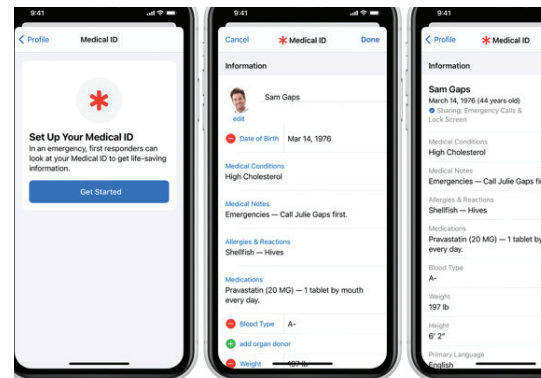 9:41
Profile
Medical ID
Set Up Your Medical ID
In an emergency, first responders can
look at your Medical ID to get life-saving
information.
Get Started
9:41
Cancel
Medical ID
Done
Information
Sam Gaps
edit
Date of Birth Mar 14, 1976
Medical Conditions
High Cholesterol
Medical Notes
Emergencies — Call Julie Gaps first.
Allergies & Reactions
Shellfish — Hives
Medications
Pravastatin (20 MG) — 1 tablet by mouth
every day.
Blood Type A-
add organ donor
Weight 197 lb
9:41
Profile
Medical ID
Information
Sam Gaps
March 14, 1976 (44 years old)
Sharing: Emergency Calls &
Lock Screen
Medical Conditions
High Cholesterol
Medical Notes
Emergencies — Call Julie Gaps fi
Allergies & Reactions
Shellfish — Hives
Medications
Pravastatin (20 MG) — 1 tablet by
every day.
Blood Type
A-
Weight
197 lb
Height
6' 2"
Primary Language
English